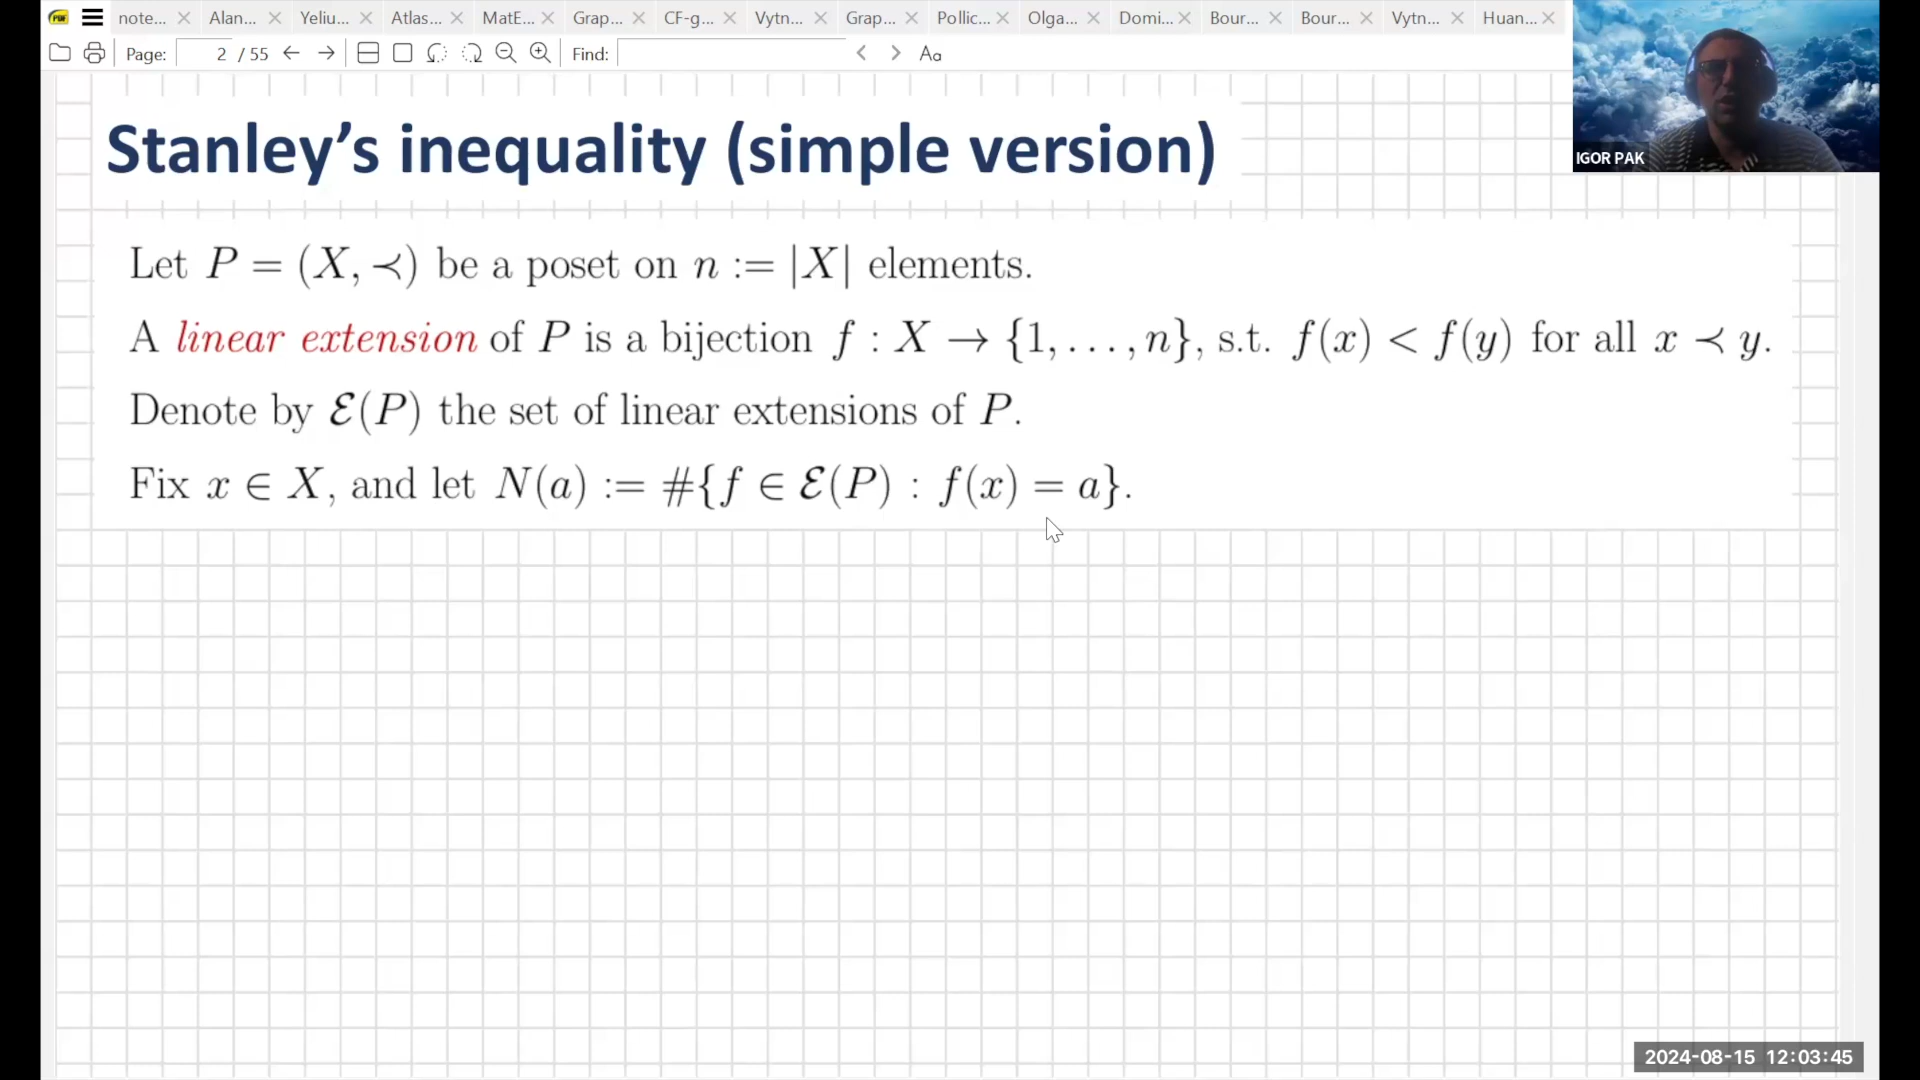 note... Alan... Yeliu... Atlas... MatE... Grap... CF-g... Vytn... Grap... Pollic... Olga... Domi... Bour... Bour... Vytn... Huan...
Page: 2 / 55 Find: Aa
IGOR PAK
Stanley’s inequality (simple version)
Let P = (X, ≺) be a poset on n := |X| elements.
A linear extension of P is a bijection f : X → {1, . . . , n}, s.t. f(x) < f(y) for all x ≺ y.
Denote by ℰ(P) the set of linear extensions of P.
Fix x ∈ X, and let N(a) := #{f ∈ ℰ(P) : f(x) = a}.
2024-08-15 12:03:45